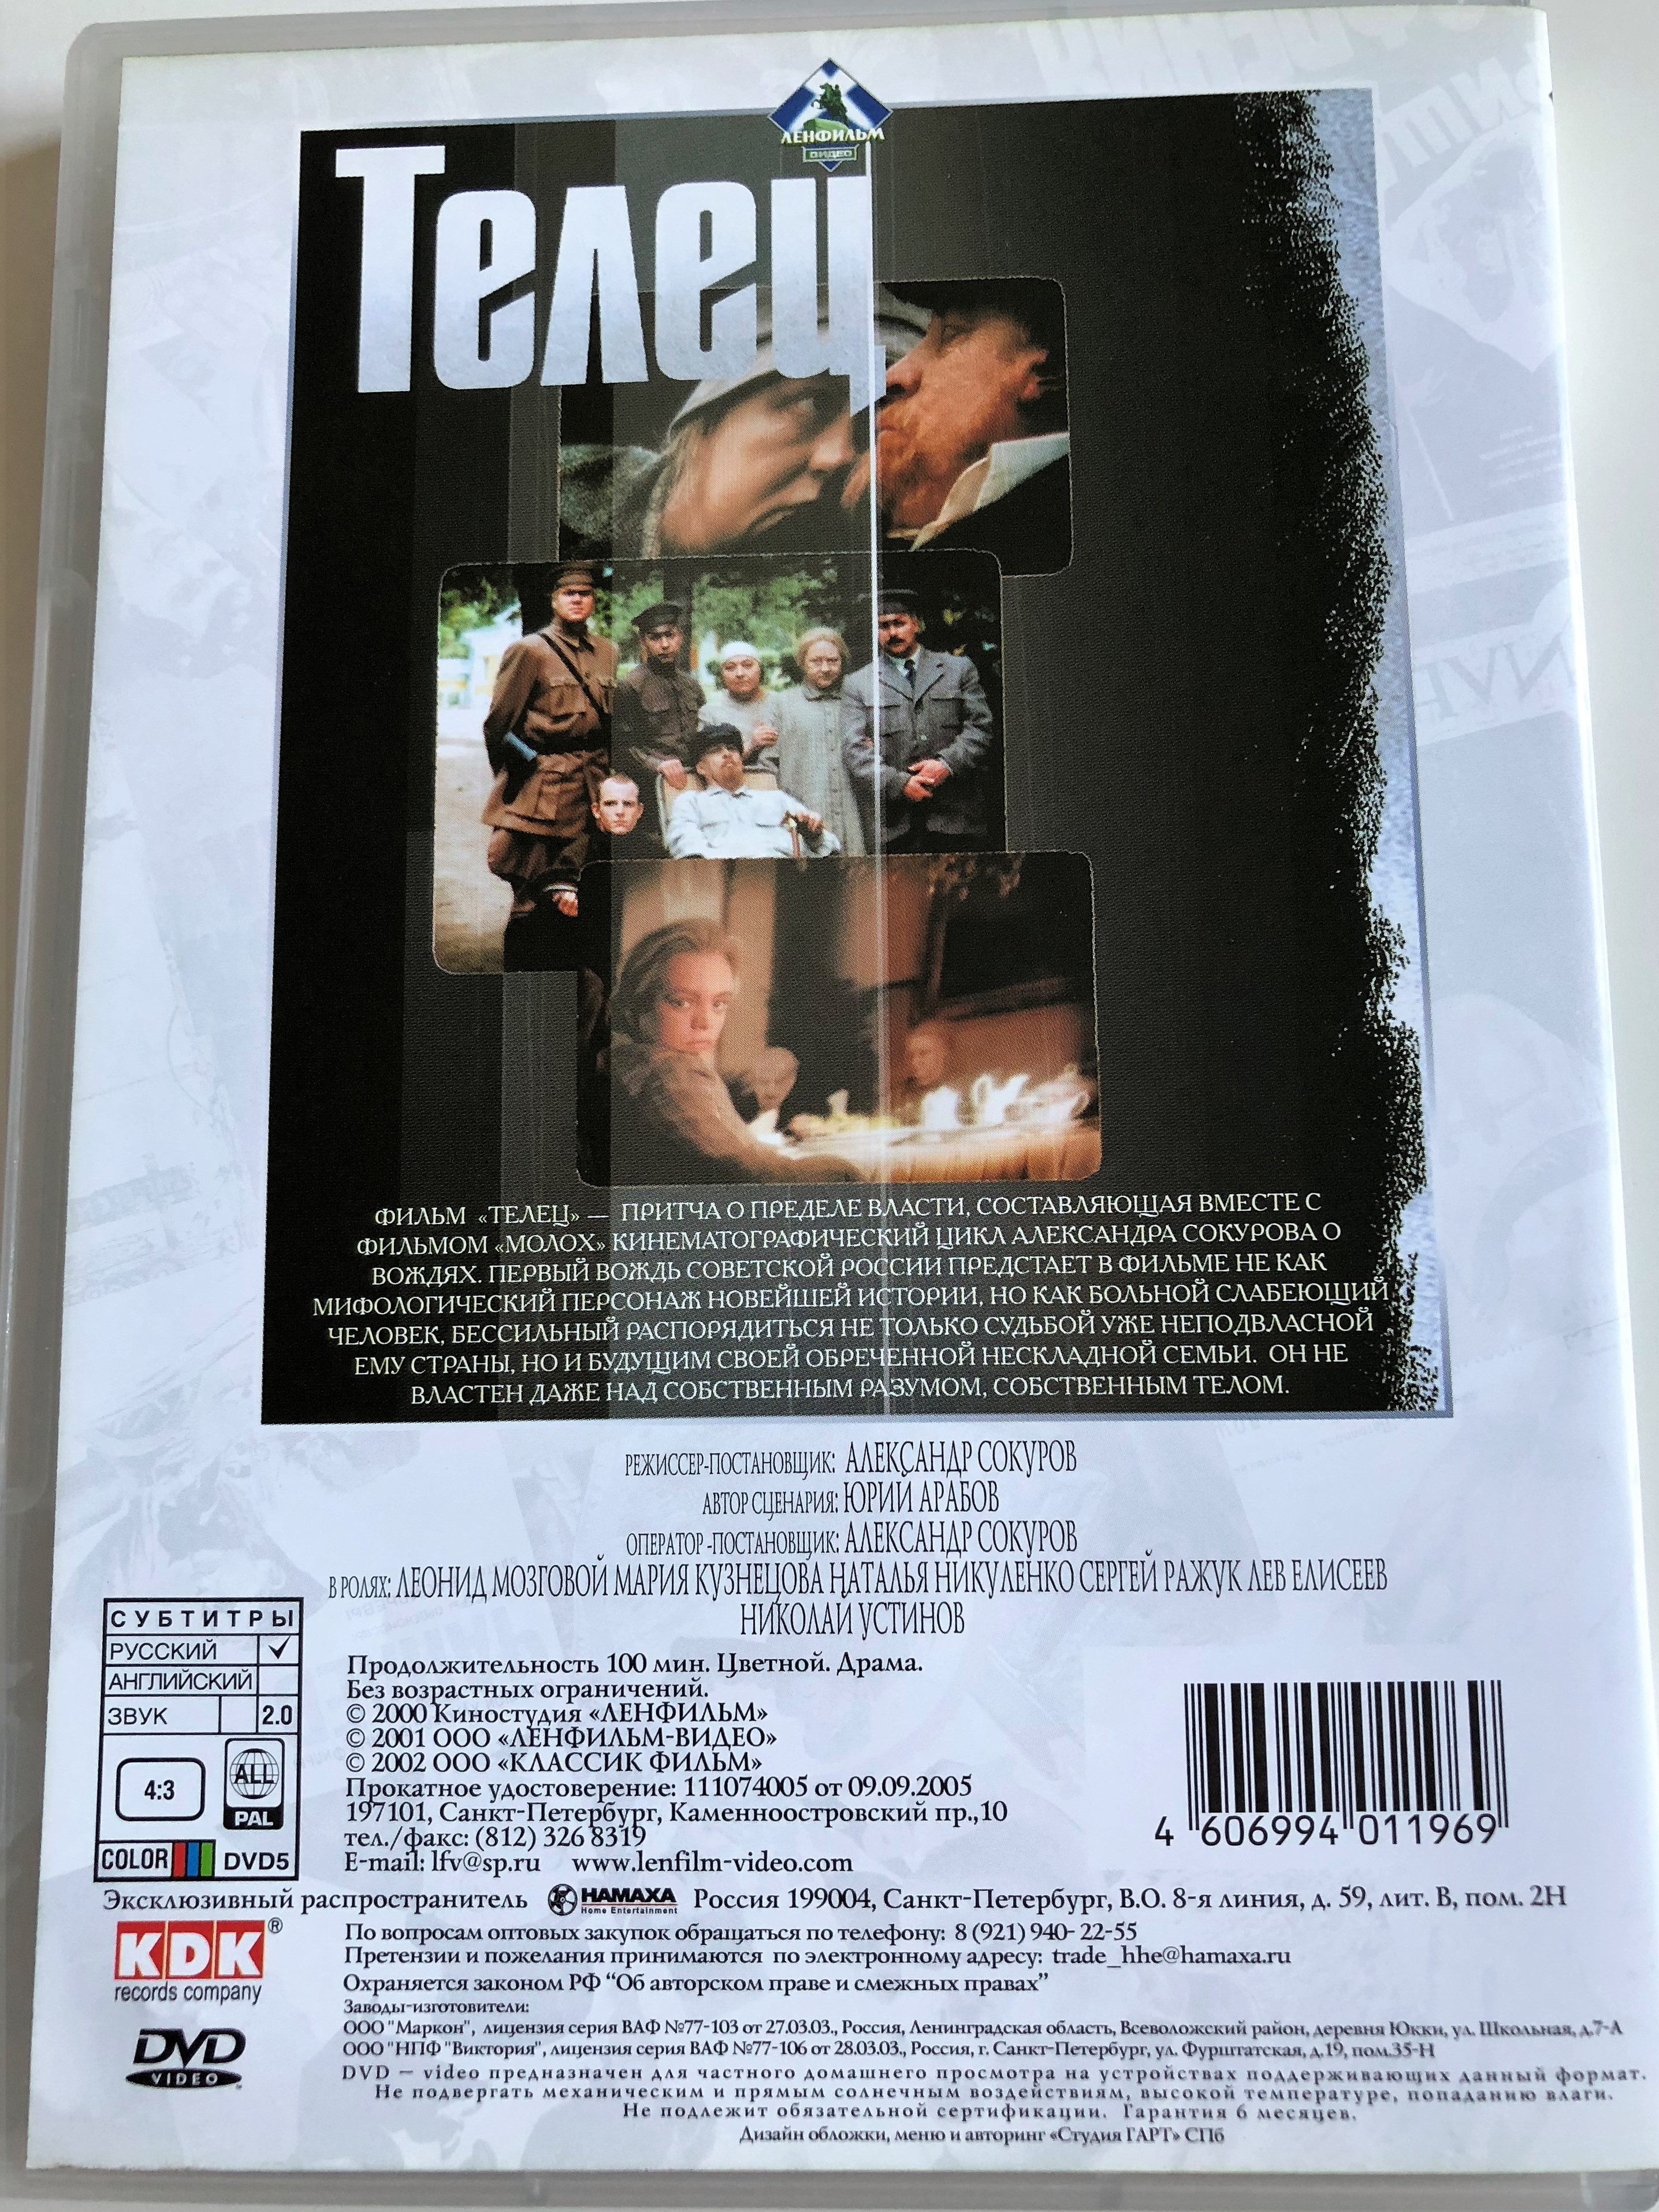 ЛЕНФИЛЬМ
ВИДЕО
Телец
ФИЛЬМ «ТЕЛЕЦ» — ПРИТЧА О ПРЕДЕЛЕ ВЛАСТИ, СОСТАВЛЯЮЩАЯ ВМЕСТЕ С
ФИЛЬМОМ «МОЛОХ» КИНЕМАТОГРАФИЧЕСКИЙ ЦИКЛ АЛЕКСАНДРА СОКУРОВА О
ВОЖДЯХ. ПЕРВЫЙ ВОЖДЬ СОВЕТСКОЙ РОССИИ ПРЕДСТАЕТ В ФИЛЬМЕ НЕ КАК
МИФОЛОГИЧЕСКИЙ ПЕРСОНАЖ НОВЕЙШЕЙ ИСТОРИИ, НО КАК БОЛЬНОЙ СЛАБЕЮЩИЙ
ЧЕЛОВЕК, БЕССИЛЬНЫЙ РАСПОРЯДИТЬСЯ НЕ ТОЛЬКО СУДЬБОЙ УЖЕ НЕПОДВЛАСНОЙ
ЕМУ СТРАНЫ, НО И БУДУЩИМ СВОЕЙ ОБРЕЧЕННОЙ НЕСКЛАДНОЙ СЕМЬИ. ОН НЕ
ВЛАСТЕН ДАЖЕ НАД СОБСТВЕННЫМ РАЗУМОМ, СОБСТВЕННЫМ ТЕЛОМ.
РЕЖИССЕР-ПОСТАНОВЩИК: АЛЕКСАНДР СОКУРОВ
АВТОР СЦЕНАРИЯ: ЮРИЙ АРАБОВ
ОПЕРАТОР-ПОСТАНОВЩИК: АЛЕКСАНДР СОКУРОВ
В РОЛЯХ: ЛЕОНИД МОЗГОВОЙ МАРИЯ КУЗНЕЦОВА НАТАЛЬЯ НИКУЛЕНКО СЕРГЕЙ РАЖУК ЛЕВ ЕЛИСЕЕВ
НИКОЛАЙ УСТИНОВ
СУБТИТРЫ
РУССКИЙ ✓
АНГЛИЙСКИЙ
ЗВУК 2.0
4:3 ALL
PAL
COLOR DVD5
Продолжительность 100 мин. Цветной. Драма.
Без возрастных ограничений.
© 2000 Киностудия «ЛЕНФИЛЬМ»
© 2001 ООО «ЛЕНФИЛЬМ-ВИДЕО»
© 2002 ООО «КЛАССИК ФИЛЬМ»
Прокатное удостоверение: 111074005 от 09.09.2005
197101, Санкт-Петербург, Каменноостровский пр.,10
тел./факс: (812) 326 8319
E-mail: lfv@sp.ru www.lenfilm-video.com
4 606994 011969
Эксклюзивный распространитель HAMAXA Home Entertainment Россия 199004, Санкт-Петербург, В.О. 8-я линия, д. 59, лит. В, пом. 2Н
KDK®
records company
По вопросам оптовых закупок обращаться по телефону: 8 (921) 940- 22-55
Претензии и пожелания принимаются по электронному адресу: trade_hhe@hamaxa.ru
Охраняется законом РФ “Об авторском праве и смежных правах”
Заводы-изготовители:
ООО "Маркон", лицензия серия ВАФ №77-103 от 27.03.03., Россия, Ленинградская область, Всеволожский район, деревня Юкки, ул. Школьная, д.7-А
ООО "НПФ "Виктория", лицензия серия ВАФ №77-106 от 28.03.03., Россия, г. Санкт-Петербург, ул. Фурштатская, д.19, пом.35-Н
DVD
VIDEO
DVD — video предназначен для частного домашнего просмотра на устройствах поддерживающих данный формат.
Не подвергать механическим и прямым солнечным воздействиям, высокой температуре, попаданию влаги.
Не подлежит обязательной сертификации. Гарантия 6 месяцев.
Дизайн обложки, меню и авторинг «Студия ГАРТ» СПб